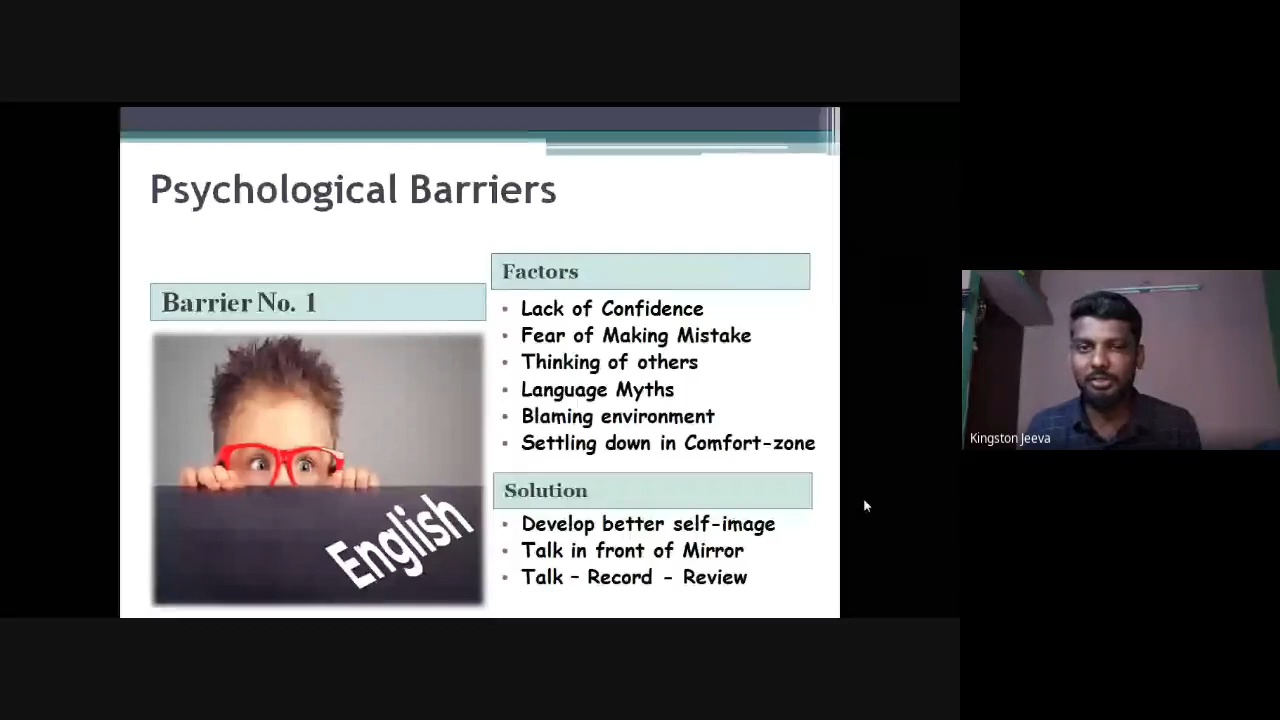 Psychological Barriers
Barrier No. 1
English
Factors
• Lack of Confidence
• Fear of Making Mistake
• Thinking of others
• Language Myths
• Blaming environment
• Settling down in Comfort-zone
Solution
• Develop better self-image
• Talk in front of Mirror
• Talk – Record - Review
Kingston Jeeva